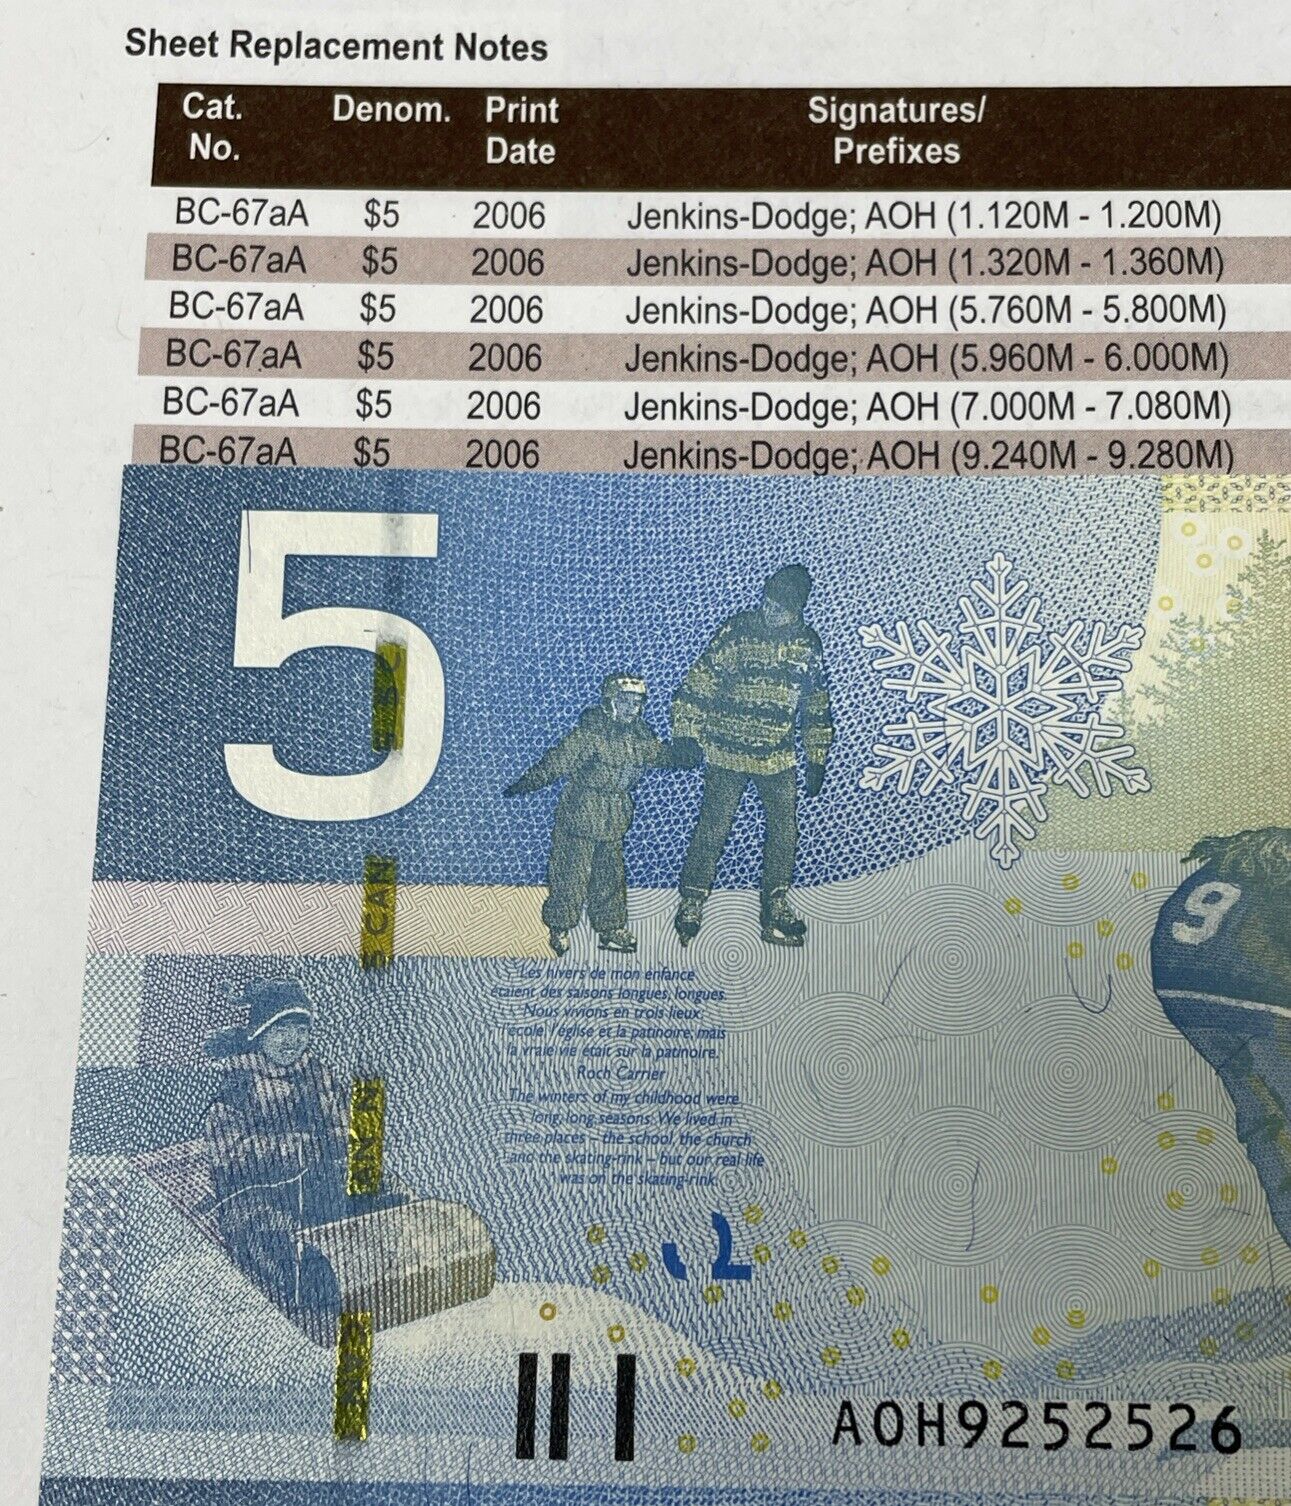 Sheet Replacement Notes
Cat. No. Denom. Print Date Signatures/ Prefixes
BC-67aA $5 2006 Jenkins-Dodge; AOH (1.120M - 1.200M)
BC-67aA $5 2006 Jenkins-Dodge; AOH (1.320M - 1.360M)
BC-67aA $5 2006 Jenkins-Dodge; AOH (5.760M - 5.800M)
BC-67aA $5 2006 Jenkins-Dodge; AOH (5.960M - 6.000M)
BC-67aA $5 2006 Jenkins-Dodge; AOH (7.000M - 7.080M)
BC-67aA $5 2006 Jenkins-Dodge; AOH (9.240M - 9.280M)
5
CAN
9
Les hivers de mon enfance
étaient des saisons longues, longues.
Nous vivions en trois lieux:
l'école, l'église et la patinoire; mais
la vraie vie était sur la patinoire.
Roch Carrier
The winters of my childhood were
long, long seasons. We lived in
three places – the school, the church
and the skating-rink – but our real life
was on the skating-rink.
AOH9252526